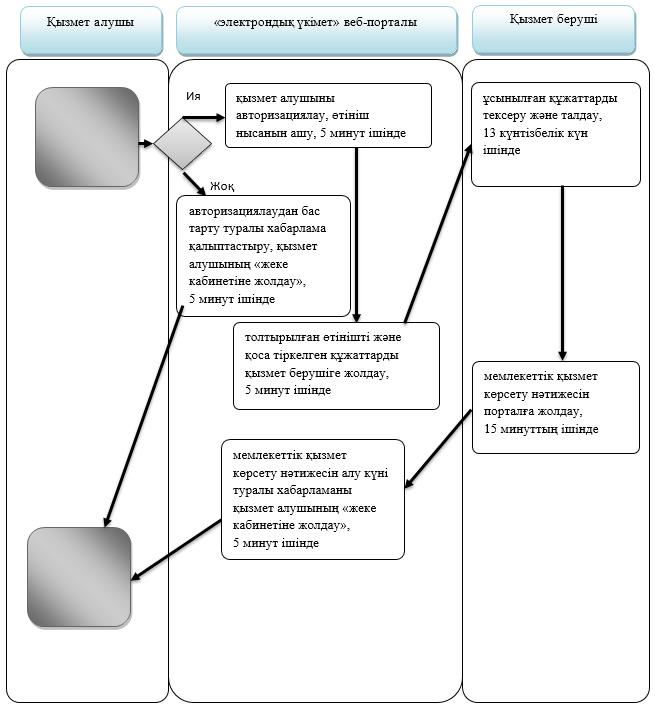 Қызмет алушы
«электрондық үкімет» веб-порталы
Қызмет беруші
Ия
қызмет алушыны
авторизациялау, өтініш
нысанын ашу, 5 минут ішінде
ұсынылған құжаттарды
тексеру және талдау,
13 күнтізбелік күн
ішінде
Жоқ
авторизациялаудан бас
тарту туралы хабарлама
қалыптастыру, қызмет
алушының «жеке
кабинетіне жолдау»,
5 минут ішінде
толтырылған өтінішті және
қоса тіркелген құжаттарды
қызмет берушіге жолдау,
5 минут ішінде
мемлекеттік қызмет
көрсету нәтижесін
порталға жолдау,
15 минуттың ішінде
мемлекеттік қызмет
көрсету нәтижесін алу күні
туралы хабарламаны
қызмет алушының «жеке
кабинетіне жолдау»,
5 минут ішінде